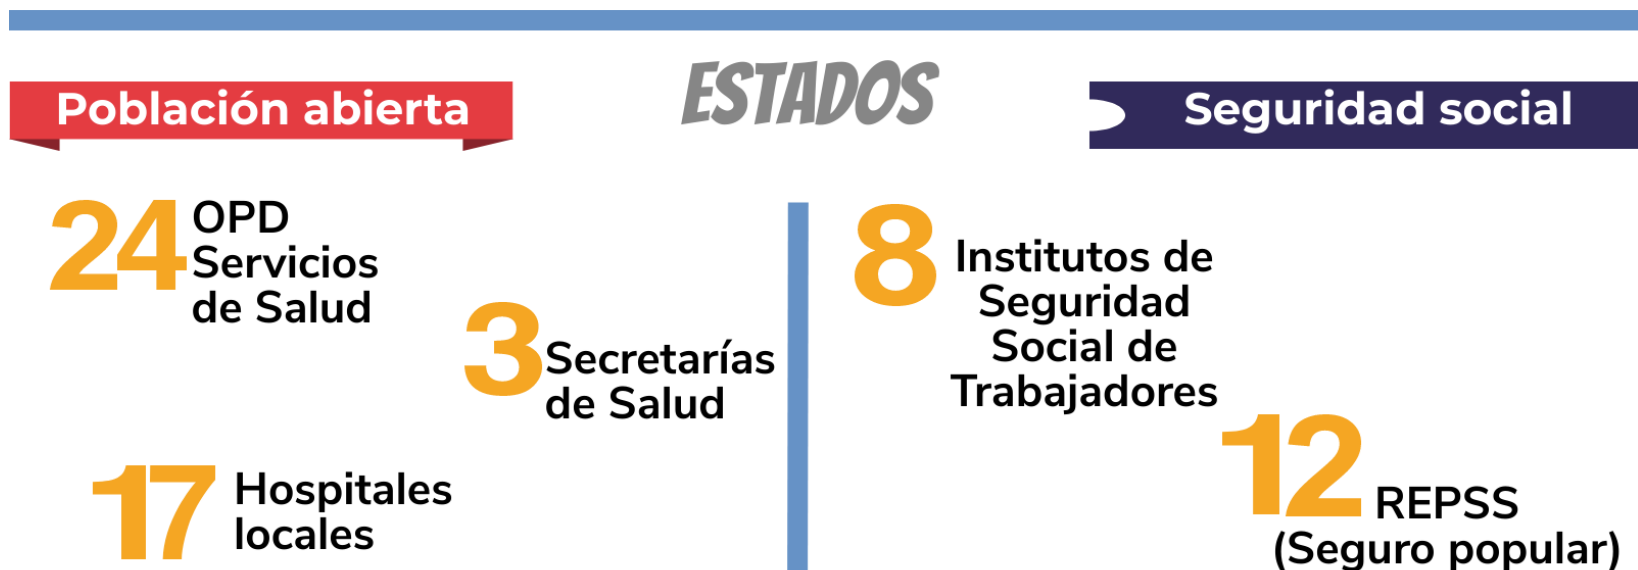 ESTADOS
Población abierta
24
OPD
Servicios
de Salud
3
Secretarías
de Salud
17
Hospitales
locales
Seguridad social
8
Institutos de
Seguridad
Social de
Trabajadores
12
REPSS
(Seguro popular)